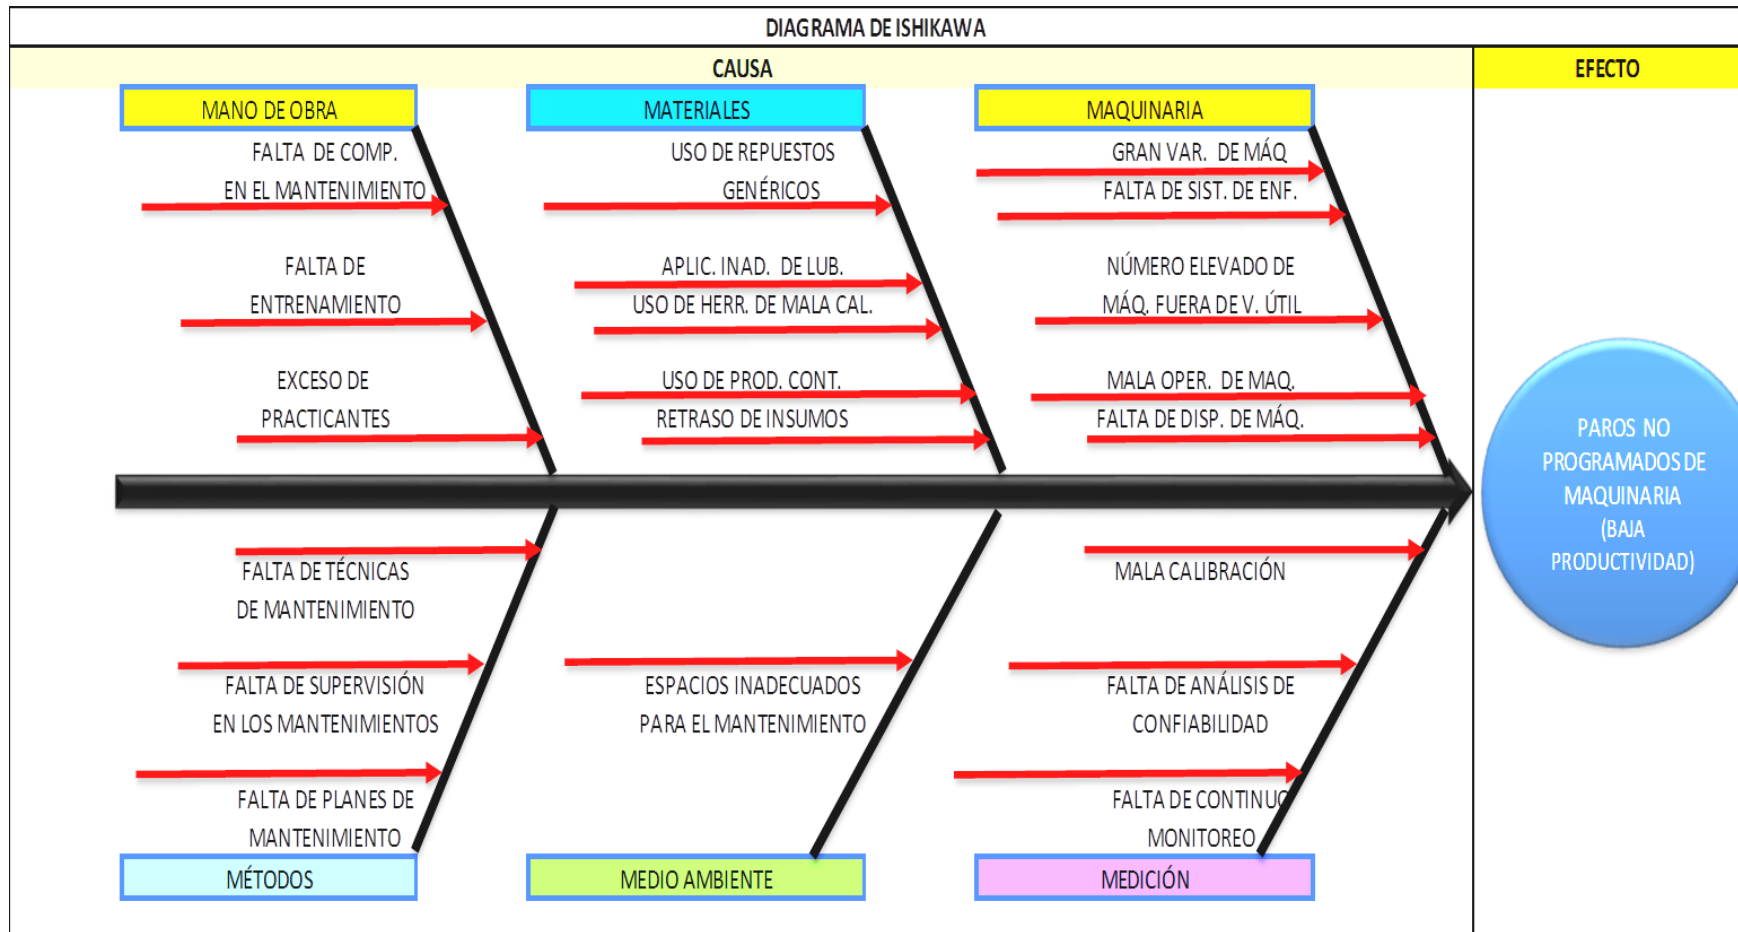 DIAGRAMA DE ISHIKAWA
CAUSA
EFECTO
MANO DE OBRA
FALTA DE COMP.
EN EL MANTENIMIENTO
FALTA DE
ENTRENAMIENTO
EXCESO DE
PRACTICANTES
MATERIALES
USO DE REPUESTOS
GENÉRICOS
APLIC. INAD. DE LUB.
USO DE HERR. DE MALA CAL.
USO DE PROD. CONT.
RETRASO DE INSUMOS
MAQUINARIA
GRAN VAR. DE MÁQ
FALTA DE SIST. DE ENF.
NÚMERO ELEVADO DE
MÁQ. FUERA DE V. ÚTIL
MALA OPER. DE MAQ.
FALTA DE DISP. DE MÁQ.
PAROS NO
PROGRAMADOS DE
MAQUINARIA
(BAJA
PRODUCTIVIDAD)
FALTA DE TÉCNICAS
DE MANTENIMIENTO
FALTA DE SUPERVISIÓN
EN LOS MANTENIMIENTOS
FALTA DE PLANES DE
MANTENIMIENTO
MÉTODOS
ESPACIOS INADECUADOS
PARA EL MANTENIMIENTO
MEDIO AMBIENTE
MALA CALIBRACIÓN
FALTA DE ANÁLISIS DE
CONFIABILIDAD
FALTA DE CONTINUO
MONITOREO
MEDICIÓN